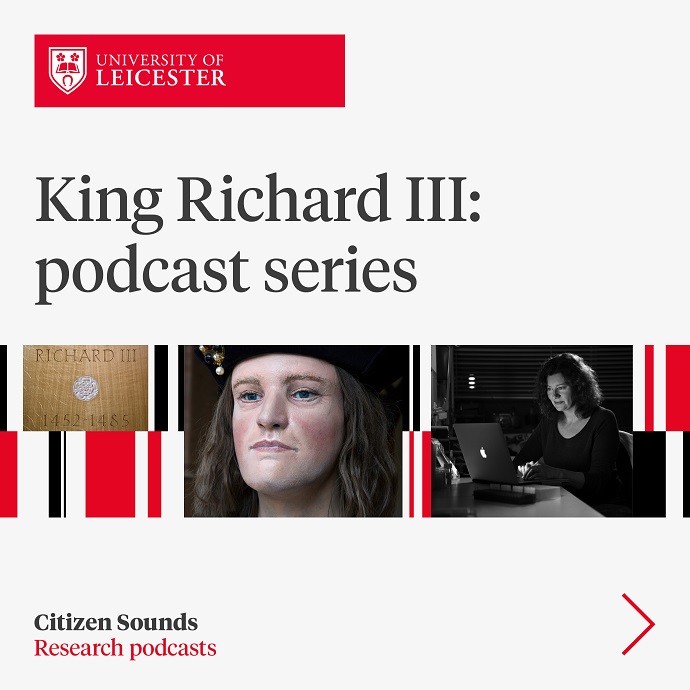 UNIVERSITY OF
LEICESTER
King Richard III:
podcast series
RICHARD III
1452-1485
Citizen Sounds
Research podcasts